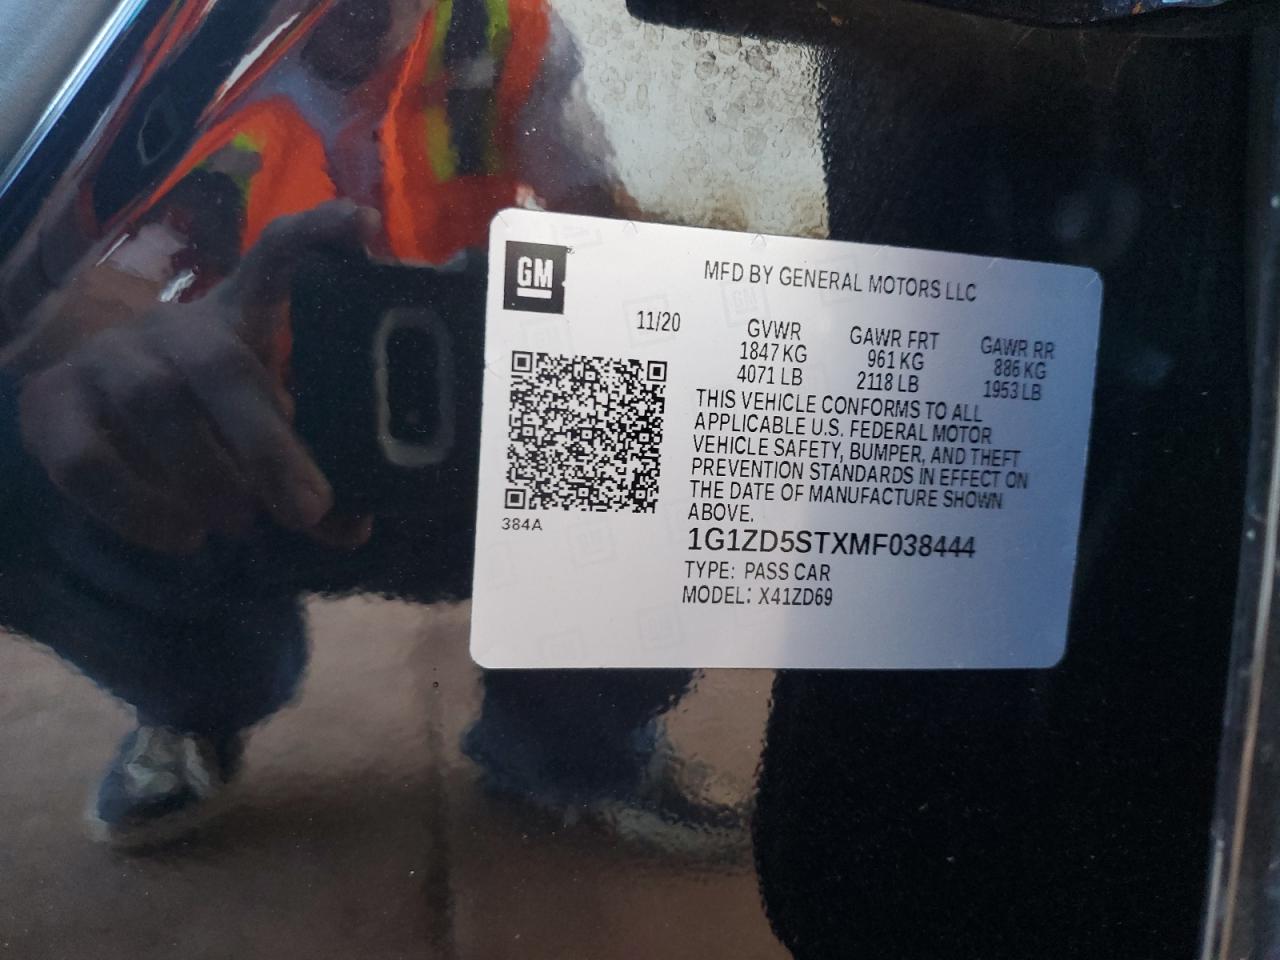 GM
MFD BY GENERAL MOTORS LLC
11/20
GVWR GAWR FRT GAWR RR
1847 KG 961 KG 886 KG
4071 LB 2118 LB 1953 LB
THIS VEHICLE CONFORMS TO ALL
APPLICABLE U.S. FEDERAL MOTOR
VEHICLE SAFETY, BUMPER, AND THEFT
PREVENTION STANDARDS IN EFFECT ON
THE DATE OF MANUFACTURE SHOWN
ABOVE.
384A
1G1ZD5STXMF038444
TYPE: PASS CAR
MODEL: X41ZD69